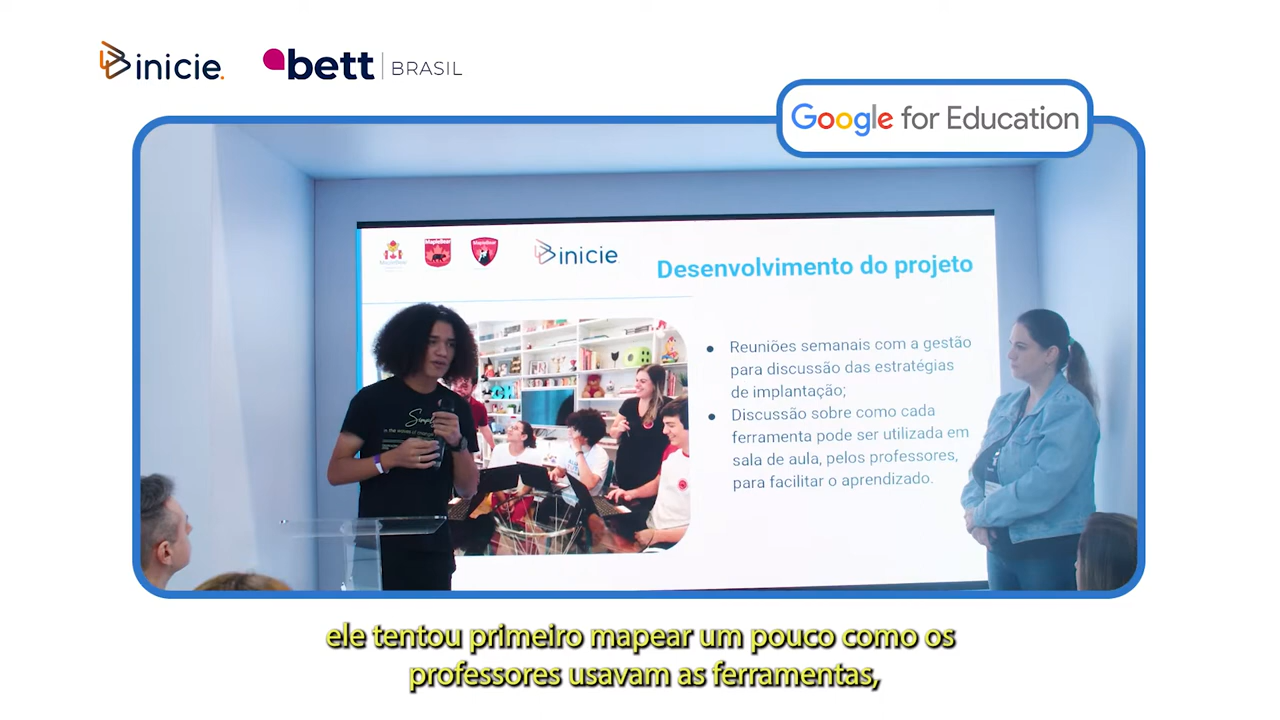 inicie.
bett BRASIL
Google for Education
inicie
Desenvolvimento do projeto
Reuniões semanais com a gestão
para discussão das estratégias
de implantação;
Discussão sobre como cada
ferramenta pode ser utilizada em
sala de aula, pelos professores,
para facilitar o aprendizado.
ele tentou primeiro mapear um pouco como os
professores usavam as ferramentas,